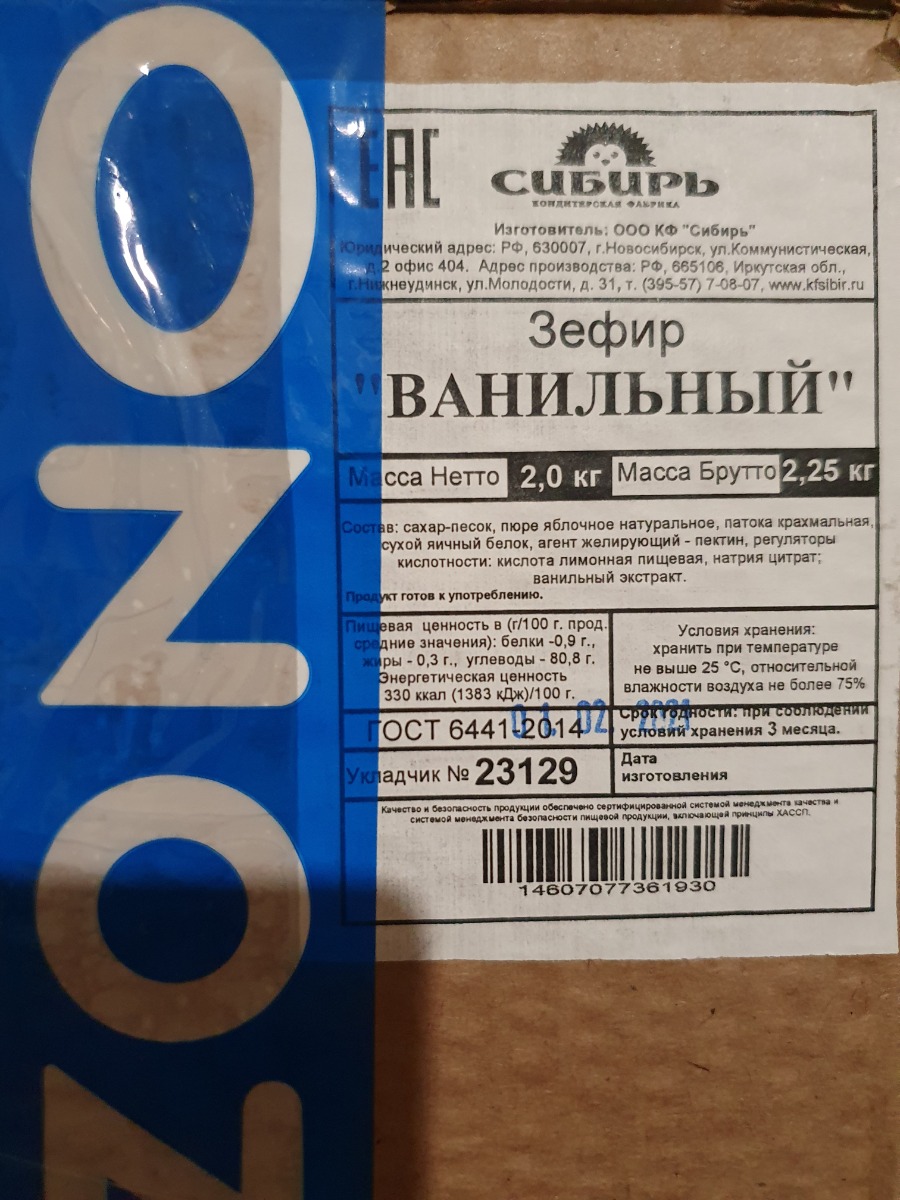 OZON
OZ
ЕАС
СИБИРЬ
КОНДИТЕРСКАЯ ФАБРИКА
Изготовитель: ООО КФ "Сибирь"
Юридический адрес: РФ, 630007, г.Новосибирск, ул.Коммунистическая,
д.2 офис 404. Адрес производства: РФ, 665106, Иркутская обл.,
г.Нижнеудинск, ул.Молодости, д. 31, т. (395-57) 7-08-07, www.kfsibir.ru
Зефир
"ВАНИЛЬНЫЙ"
Масса Нетто 2,0 кг Масса Брутто 2,25 кг
Состав: сахар-песок, пюре яблочное натуральное, патока крахмальная,
сухой яичный белок, агент желирующий - пектин, регуляторы
кислотности: кислота лимонная пищевая, натрия цитрат;
ванильный экстракт.
Продукт готов к употреблению.
Пищевая ценность в (г/100 г. прод.
средние значения): белки -0,9 г.,
жиры - 0,3 г., углеводы - 80,8 г.
Энергетическая ценность
330 ккал (1383 кДж)/100 г.
Условия хранения:
хранить при температуре
не выше 25 °C, относительной
влажности воздуха не более 75%
01.02.2021
ГОСТ 6441-2014
Срок годности: при соблюдении
условий хранения 3 месяца.
Укладчик № 23129
Дата
изготовления
Качество и безопасность продукции обеспечено сертифицированной системой менеджмента качества и
системой менеджмента безопасности пищевой продукции, включающей принципы ХАССП.
14607077361930